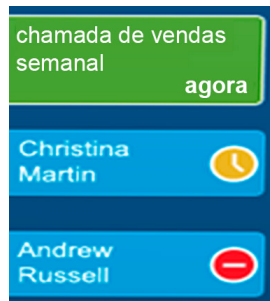 chamada de vendas
semanal
agora
Christina
Martin
Andrew
Russell